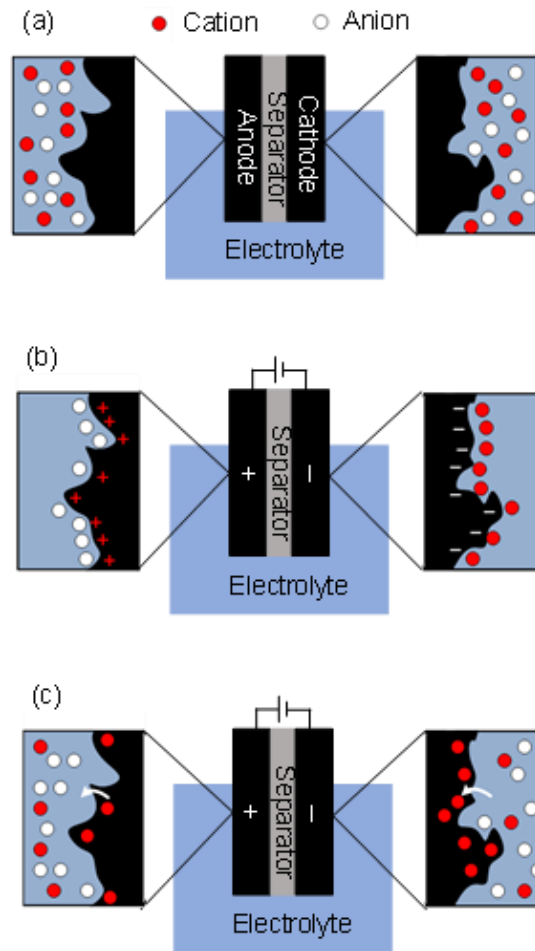 (a)
Cation
Anion
Anode
Separator
Cathode
Electrolyte
(b)
+ + + + + + + +
+
Separator
−
− − − − − − − −
Electrolyte
(c)
+
Separator
−
Electrolyte